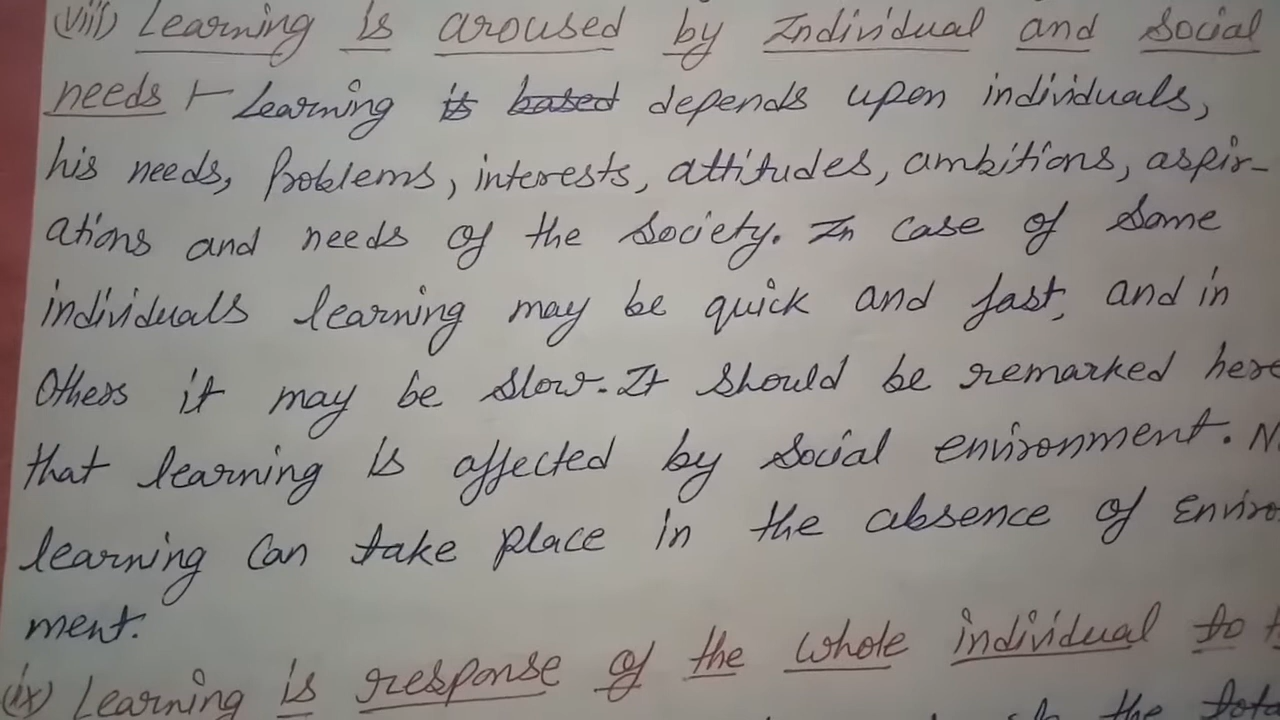 (viii) Learning is aroused by Individual and Social
needs :- Learning is based depends upon individuals,
his needs, Problems, interests, attitudes, ambitions, aspir-
ations and needs of the Society. In case of Some
individuals learning may be quick and fast, and in
Others it may be slow. It should be remarked here
that learning is affected by Social environment. N
learning Can take place in the absence of Enviro
ment.
(ix) Learning is response of the whole individual to t
the tota